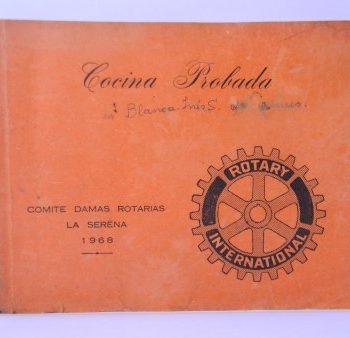 Cocina Probada
Blanca Inés S.
COMITE DAMAS ROTARIAS
LA SERENA
1968
ROTARY
INTERNATIONAL